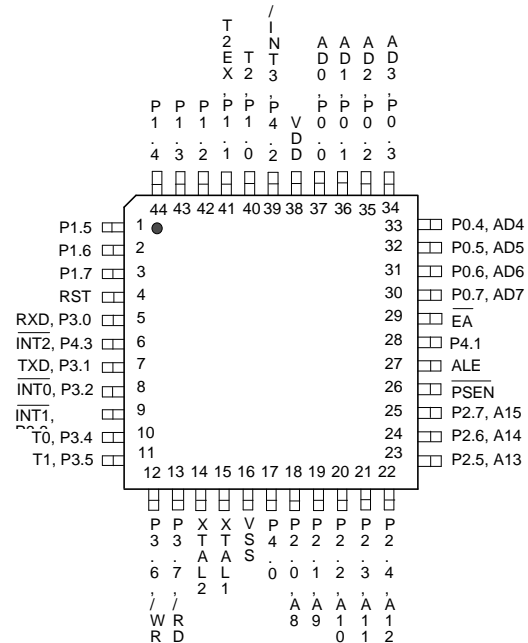 P1.4
P1.3
P1.2
T2EX,P1.1
T2,P1.0
/INT3,P4.2
VDD
AD0,P0.0
AD1,P0.1
AD2,P0.2
AD3,P0.3
44 43 42 41 40 39 38 37 36 35 34
P1.5 1
P1.6 2
P1.7 3
RST 4
RXD, P3.0 5
INT2, P4.3 6
TXD, P3.1 7
INT0, P3.2 8
INT1, 9
T0, P3.4 10
T1, P3.5 11
33 P0.4, AD4
32 P0.5, AD5
31 P0.6, AD6
30 P0.7, AD7
29 EA
28 P4.1
27 ALE
26 PSEN
25 P2.7, A15
24 P2.6, A14
23 P2.5, A13
12 13 14 15 16 17 18 19 20 21 22
P3.6,/WR
P3.7,/RD
XTAL2
XTAL1
VSS
P4.0
P2.0,A8
P2.1,A9
P2.2,A10
P2.3,A11
P2.4,A12